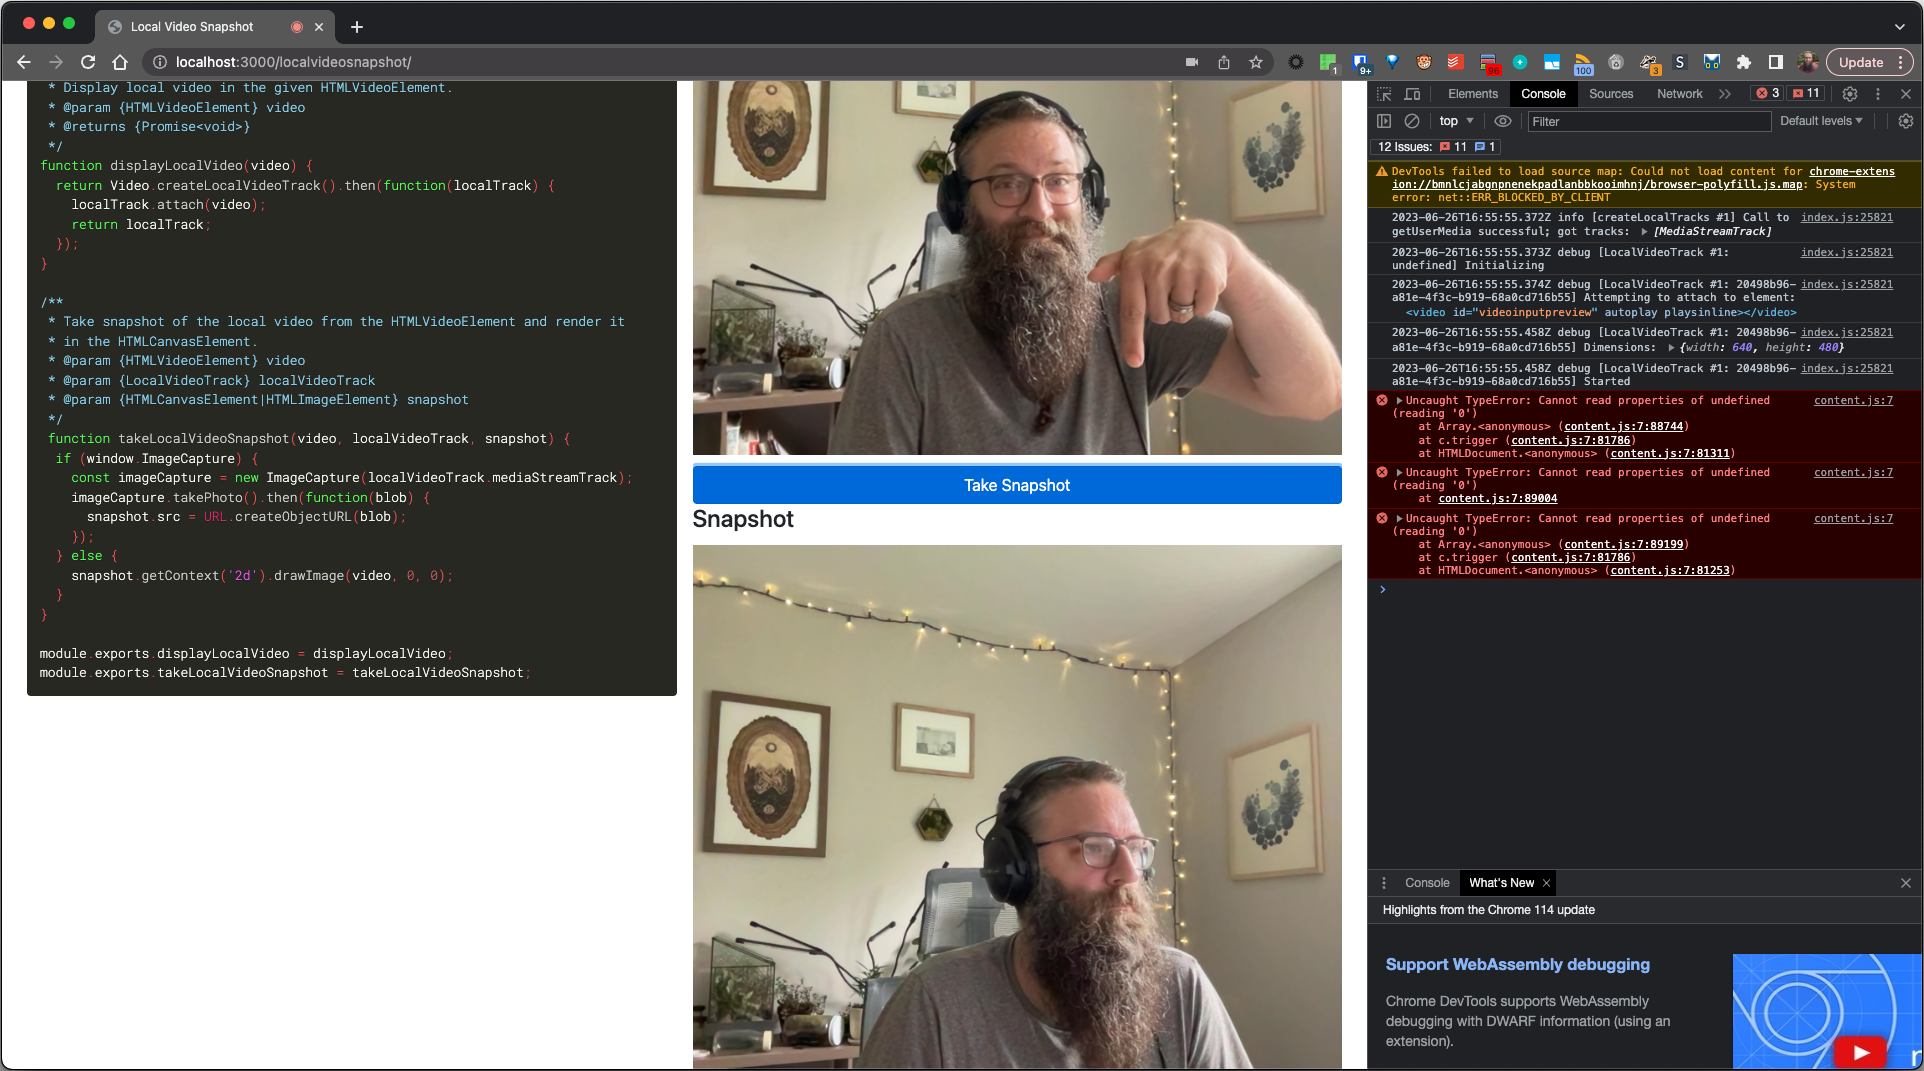 Local Video Snapshot
localhost:3000/localvideosnapshot/
1
9+
96
100
3
S
Update
* Display local video in the given HTMLVideoElement.
* @param {HTMLVideoElement} video
* @returns {Promise<void>}
*/
function displayLocalVideo(video) {
return Video.createLocalVideoTrack().then(function(localTrack) {
localTrack.attach(video);
return localTrack;
});
}
/**
* Take snapshot of the local video from the HTMLVideoElement and render it
* in the HTMLCanvasElement.
* @param {HTMLVideoElement} video
* @param {LocalVideoTrack} localVideoTrack
* @param {HTMLCanvasElement|HTMLImageElement} snapshot
*/
function takeLocalVideoSnapshot(video, localVideoTrack, snapshot) {
if (window.ImageCapture) {
const imageCapture = new ImageCapture(localVideoTrack.mediaStreamTrack);
imageCapture.takePhoto().then(function(blob) {
snapshot.src = URL.createObjectURL(blob);
});
} else {
snapshot.getContext('2d').drawImage(video, 0, 0);
}
}
module.exports.displayLocalVideo = displayLocalVideo;
module.exports.takeLocalVideoSnapshot = takeLocalVideoSnapshot;
Take Snapshot
Snapshot
Elements Console Sources Network 3 11
top Filter Default levels
12 Issues: 11 1
DevTools failed to load source map: Could not load content for chrome-extens
ion://bmnlcjabgnpnenekpadlanbbkooimhnj/browser-polyfill.js.map: System
error: net::ERR_BLOCKED_BY_CLIENT
2023-06-26T16:55:55.372Z info [createLocalTracks #1] Call to index.js:25821
getUserMedia successful; got tracks: [MediaStreamTrack]
2023-06-26T16:55:55.373Z debug [LocalVideoTrack #1: index.js:25821
undefined] Initializing
2023-06-26T16:55:55.374Z debug [LocalVideoTrack #1: 20498b96- index.js:25821
a81e-4f3c-b919-68a0cd716b55] Attempting to attach to element:
<video id="videoinputpreview" autoplay playsinline></video>
2023-06-26T16:55:55.458Z debug [LocalVideoTrack #1: 20498b96- index.js:25821
a81e-4f3c-b919-68a0cd716b55] Dimensions: {width: 640, height: 480}
2023-06-26T16:55:55.458Z debug [LocalVideoTrack #1: 20498b96- index.js:25821
a81e-4f3c-b919-68a0cd716b55] Started
Uncaught TypeError: Cannot read properties of undefined content.js:7
(reading '0')
at Array.<anonymous> (content.js:7:88744)
at c.trigger (content.js:7:81786)
at HTMLDocument.<anonymous> (content.js:7:81311)
Uncaught TypeError: Cannot read properties of undefined content.js:7
(reading '0')
at content.js:7:89004
Uncaught TypeError: Cannot read properties of undefined content.js:7
(reading '0')
at Array.<anonymous> (content.js:7:89199)
at c.trigger (content.js:7:81786)
at HTMLDocument.<anonymous> (content.js:7:81253)
Console What's New
Highlights from the Chrome 114 update
Support WebAssembly debugging
Chrome DevTools supports WebAssembly
debugging with DWARF information (using an
extension).